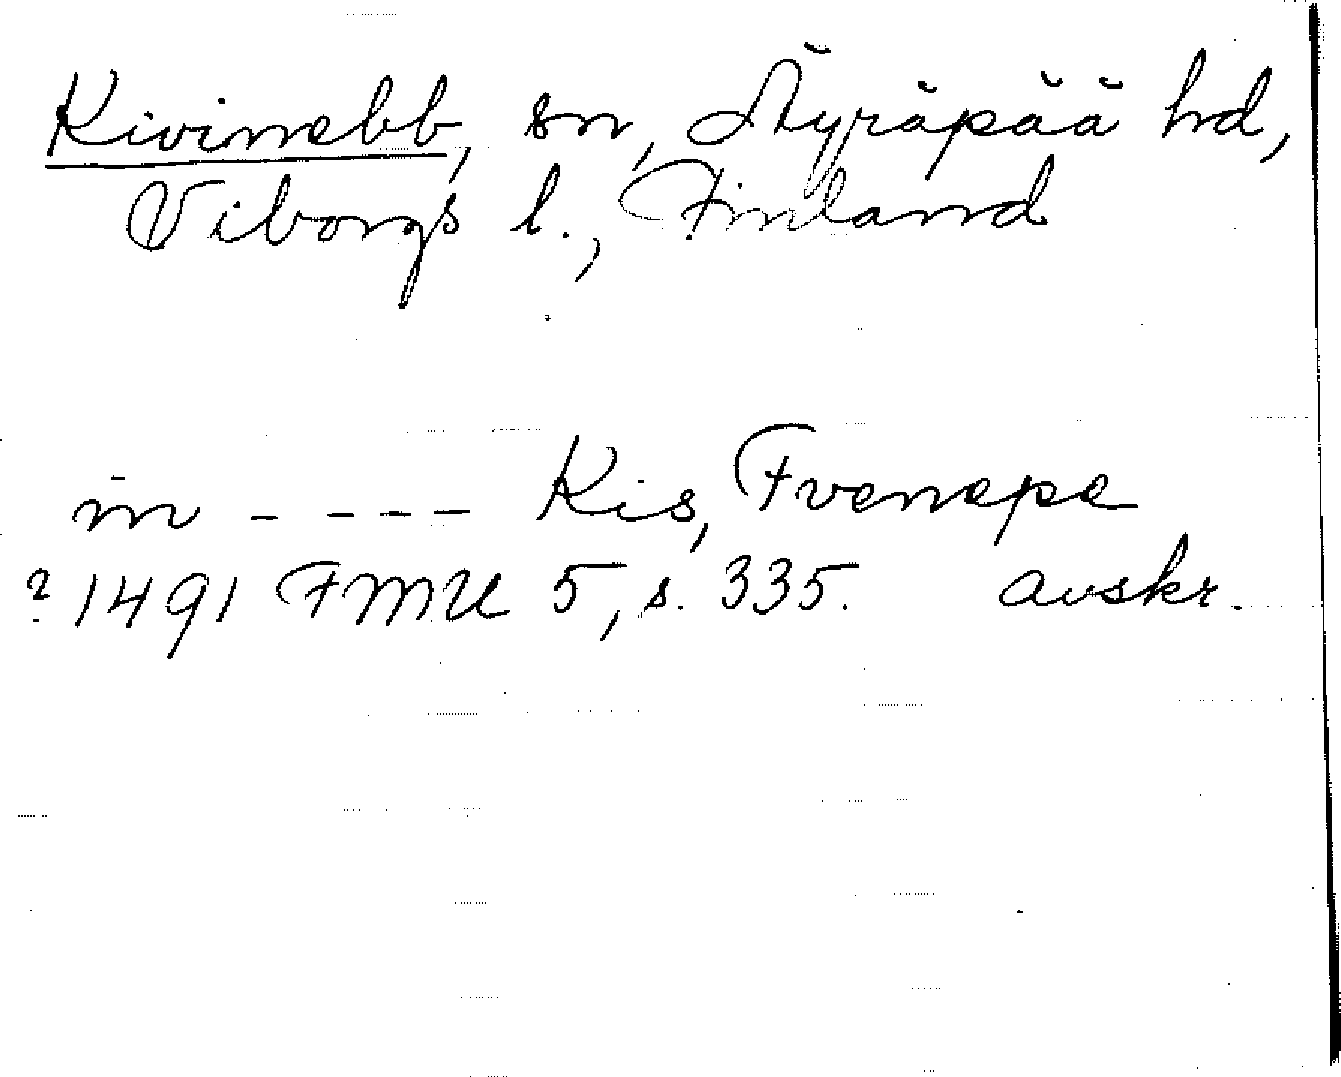 Kivinebb, sn, Äyräpää hd,
Viborgs l., Finland
in - - - - Kis, Fvenepe
? 1491 FMU 5, s. 335. avskr.